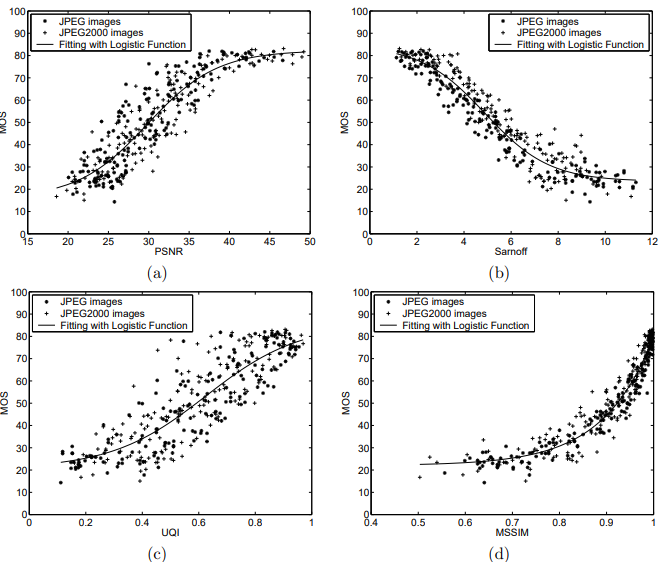 100
90
80
70
60
50
40
30
20
10
0
MOS
JPEG images
JPEG2000 images
Fitting with Logistic Function
15 20 25 30 35 40 45 50
PSNR
(a)
100
90
80
70
60
50
40
30
20
10
0
MOS
JPEG images
JPEG2000 images
Fitting with Logistic Function
0 2 4 6 8 10 12
Sarnoff
(b)
100
90
80
70
60
50
40
30
20
10
0
MOS
JPEG images
JPEG2000 images
Fitting with Logistic Function
0 0.2 0.4 0.6 0.8 1
UQI
(c)
100
90
80
70
60
50
40
30
20
10
0
MOS
JPEG images
JPEG2000 images
Fitting with Logistic Function
0.4 0.5 0.6 0.7 0.8 0.9 1
MSSIM
(d)